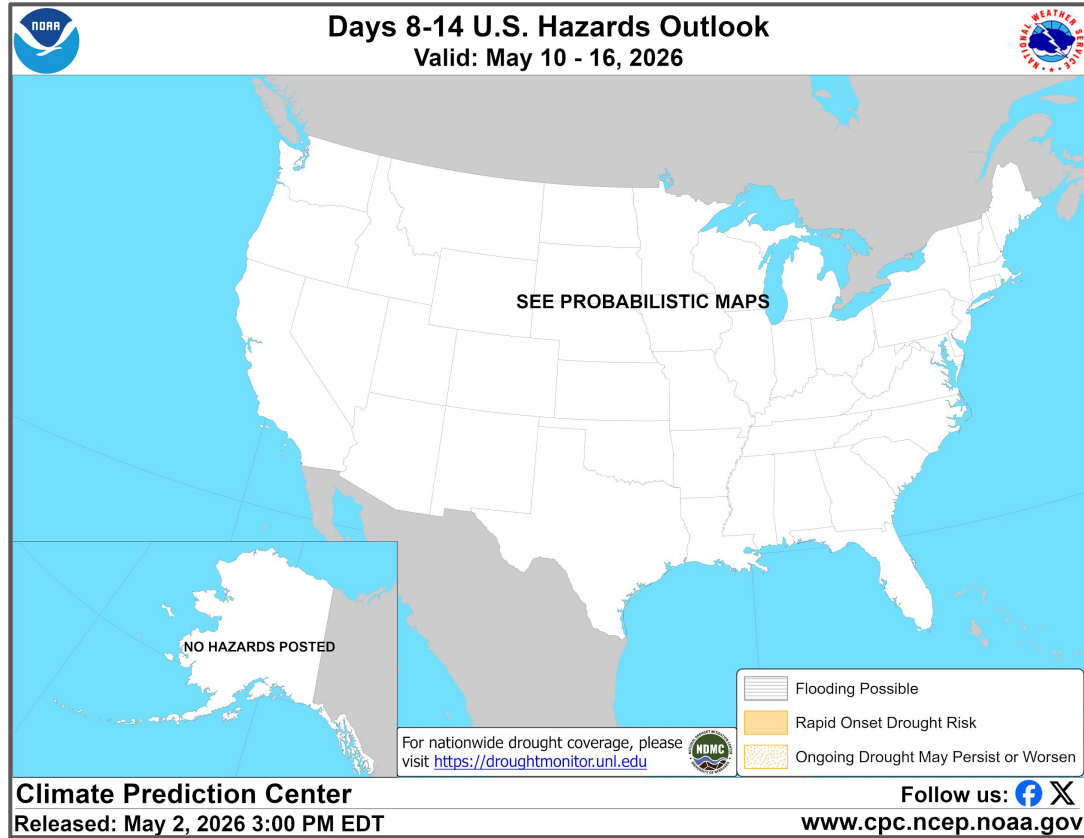 NOAA
Days 8-14 U.S. Hazards Outlook
Valid: May 10 - 16, 2026
NATIONAL WEATHER SERVICE
SEE PROBABILISTIC MAPS
NO HAZARDS POSTED
Flooding Possible
Rapid Onset Drought Risk
Ongoing Drought May Persist or Worsen
For nationwide drought coverage, please
visit https://droughtmonitor.unl.edu
NDMC
Climate Prediction Center
Follow us:
Released: May 2, 2026 3:00 PM EDT
www.cpc.ncep.noaa.gov